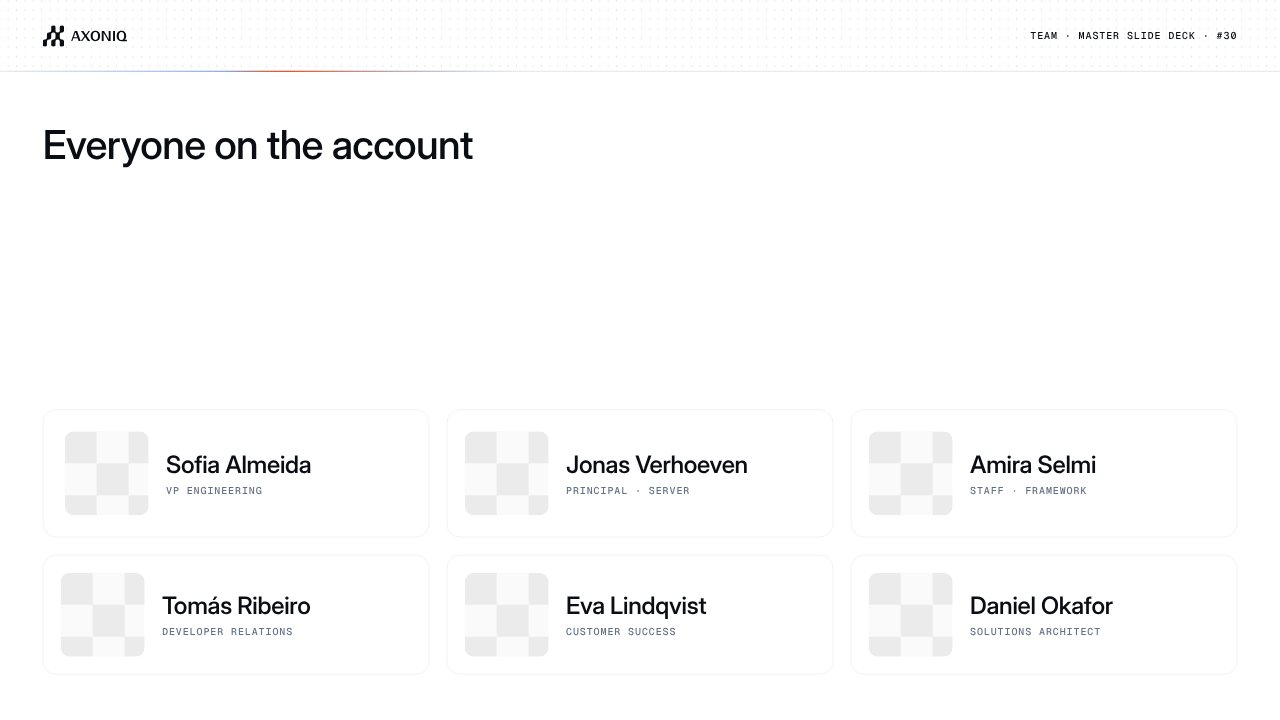 AXONIQ
TEAM · MASTER SLIDE DECK · #30
Everyone on the account
Sofia Almeida
VP ENGINEERING
Jonas Verhoeven
PRINCIPAL · SERVER
Amira Selmi
STAFF · FRAMEWORK
Tomás Ribeiro
DEVELOPER RELATIONS
Eva Lindqvist
CUSTOMER SUCCESS
Daniel Okafor
SOLUTIONS ARCHITECT